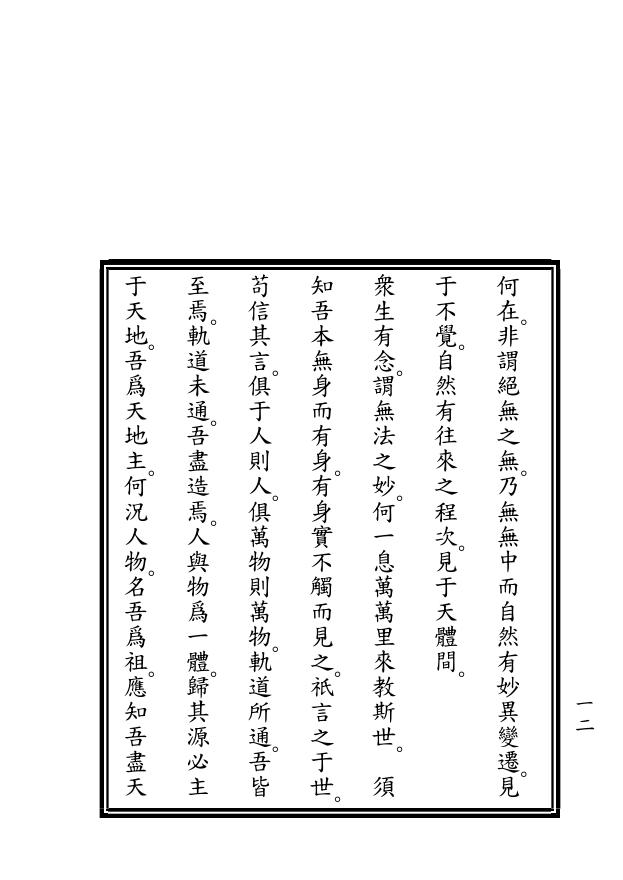 何在。非謂絕無之無。乃無無中而自然有妙異變遷。見
于不覺。自然有往來之程次。見于天體間。
衆生有念。謂無法之妙。何一息萬萬里來教斯世。　須
知吾本無身而有身。有身實不觸而見之。祇言之于世。
苟信其言。俱于人則人。俱萬物則萬物。軌道所通。吾皆
至焉。軌道未通。吾盡造焉。人與物爲一體。歸其源必主
于天地。吾爲天地主。何況人物。名吾爲祖。應知吾盡天
一二